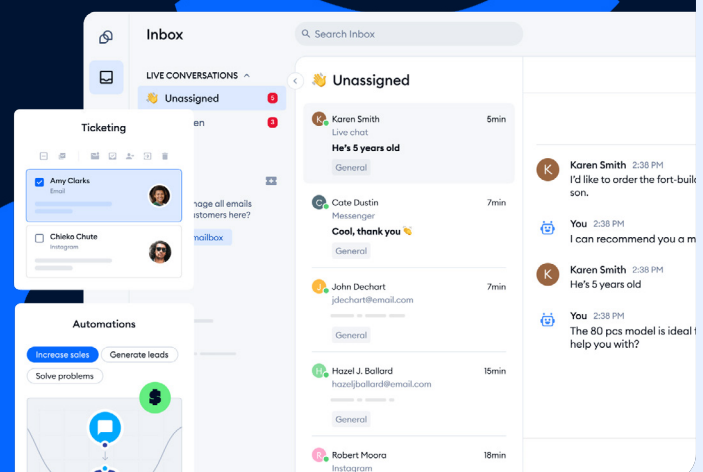 Inbox
Search Inbox
LIVE CONVERSATIONS
Unassigned
5
en
3
nage all emails
ustomers here?
mailbox
Ticketing
Amy Clarks
Email
Chieko Chute
Instagram
Automations
Increase sales
Generate leads
Solve problems
Unassigned
K
Karen Smith
5min
Live chat
He's 5 years old
General
C
Cate Dustin
7min
Messenger
Cool, thank you 👋
General
J
John Dechart
7min
jdechart@email.com
General
H
Hazel J. Ballard
15min
hazeljballard@email.com
General
R
Robert Moora
18min
Instagram
K
Karen Smith 2:38 PM
I'd like to order the fort-build
son.
You 2:38 PM
I can recommend you a m
K
Karen Smith 2:38 PM
He's 5 years old
You 2:38 PM
The 80 pcs model is ideal f
help you with?